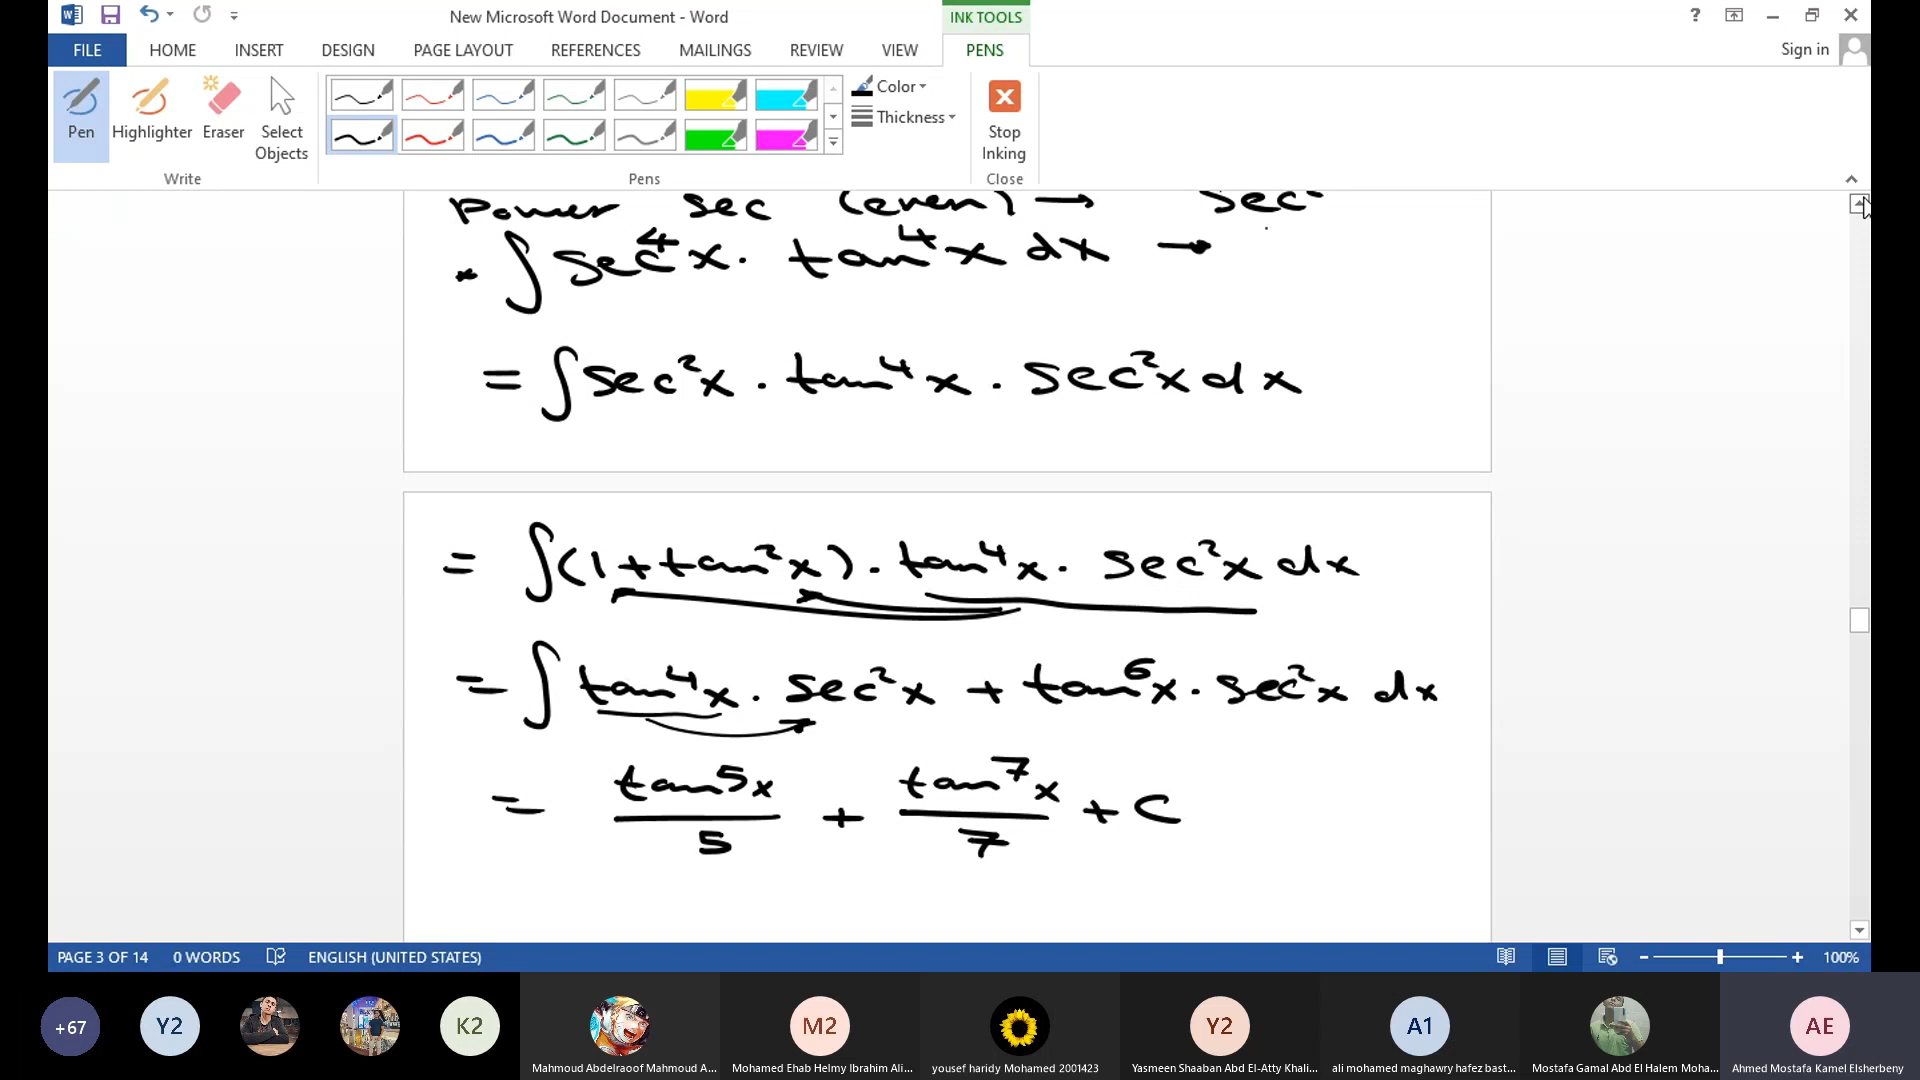 New Microsoft Word Document - Word
INK TOOLS
FILE HOME INSERT DESIGN PAGE LAYOUT REFERENCES MAILINGS REVIEW VIEW PENS
Sign in
Pen Highlighter Eraser Select Objects
Color
Thickness
Stop Inking
Write Pens Close
Power sec (even) → sec²
* ∫ sec⁴x · tan⁴x dx →
= ∫ sec²x · tan⁴x · sec²x dx
= ∫ (1 + tan²x) · tan⁴x · sec²x dx
= ∫ tan⁴x · sec²x + tan⁶x · sec²x dx
= tan⁵x/5 + tan⁷x/7 + C
PAGE 3 OF 14 0 WORDS ENGLISH (UNITED STATES) 100%
+67 Y2 K2 M2 Y2 A1 AE
Mahmoud Abdelraoof Mahmoud A... Mohamed Ehab Helmy Ibrahim Ali... yousef haridy Mohamed 2001423 Yasmeen Shaaban Abd El-Atty Khali... ali mohamed maghawry hafez bast... Mostafa Gamal Abd El Halem Moha... Ahmed Mostafa Kamel Elsherbeny